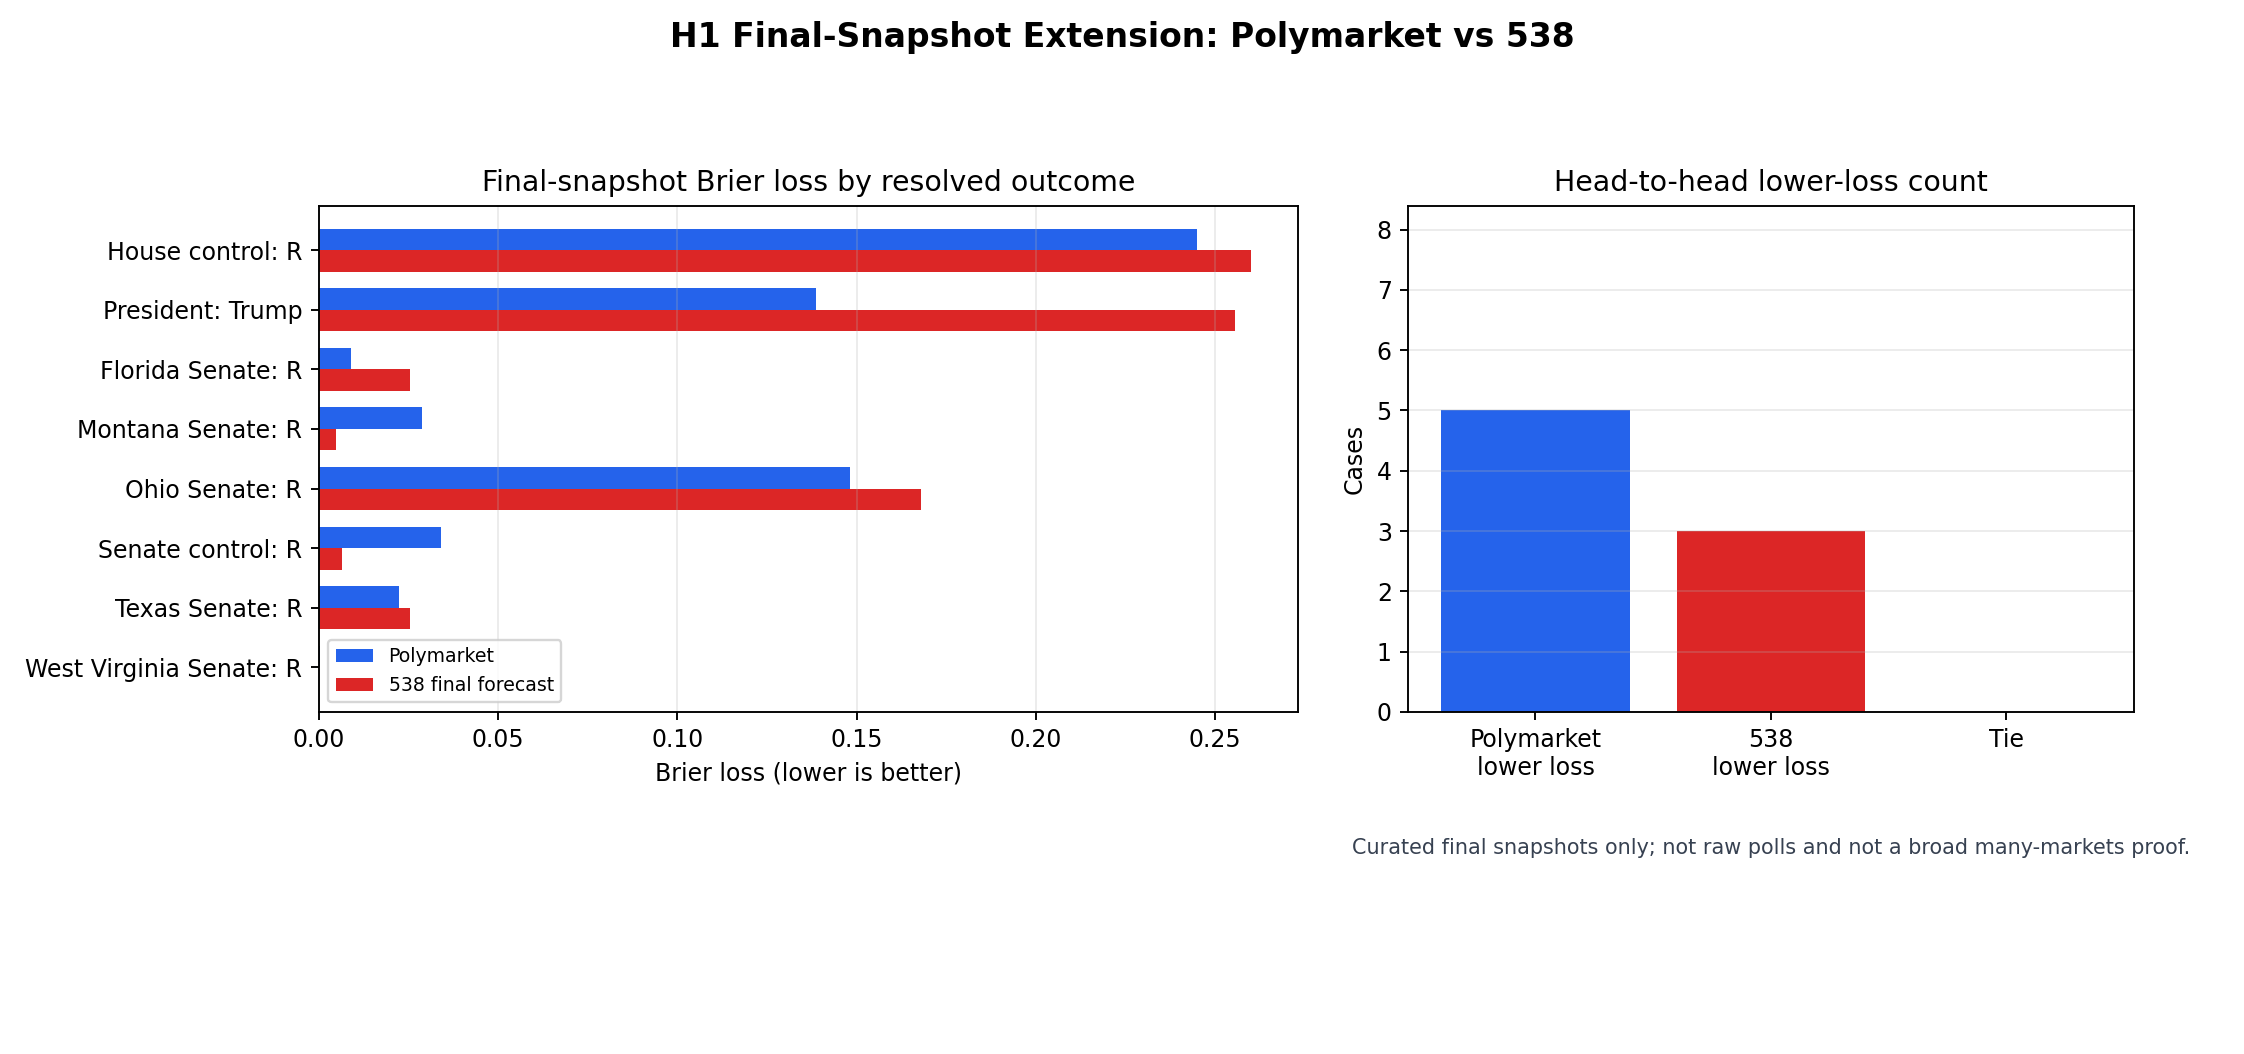 H1 Final-Snapshot Extension: Polymarket vs 538
Final-snapshot Brier loss by resolved outcome
House control: R
President: Trump
Florida Senate: R
Montana Senate: R
Ohio Senate: R
Senate control: R
Texas Senate: R
West Virginia Senate: R
Polymarket
538 final forecast
0.00 0.05 0.10 0.15 0.20 0.25
Brier loss (lower is better)
Head-to-head lower-loss count
Cases
8
7
6
5
4
3
2
1
0
Polymarket
lower loss
538
lower loss
Tie
Curated final snapshots only; not raw polls and not a broad many-markets proof.